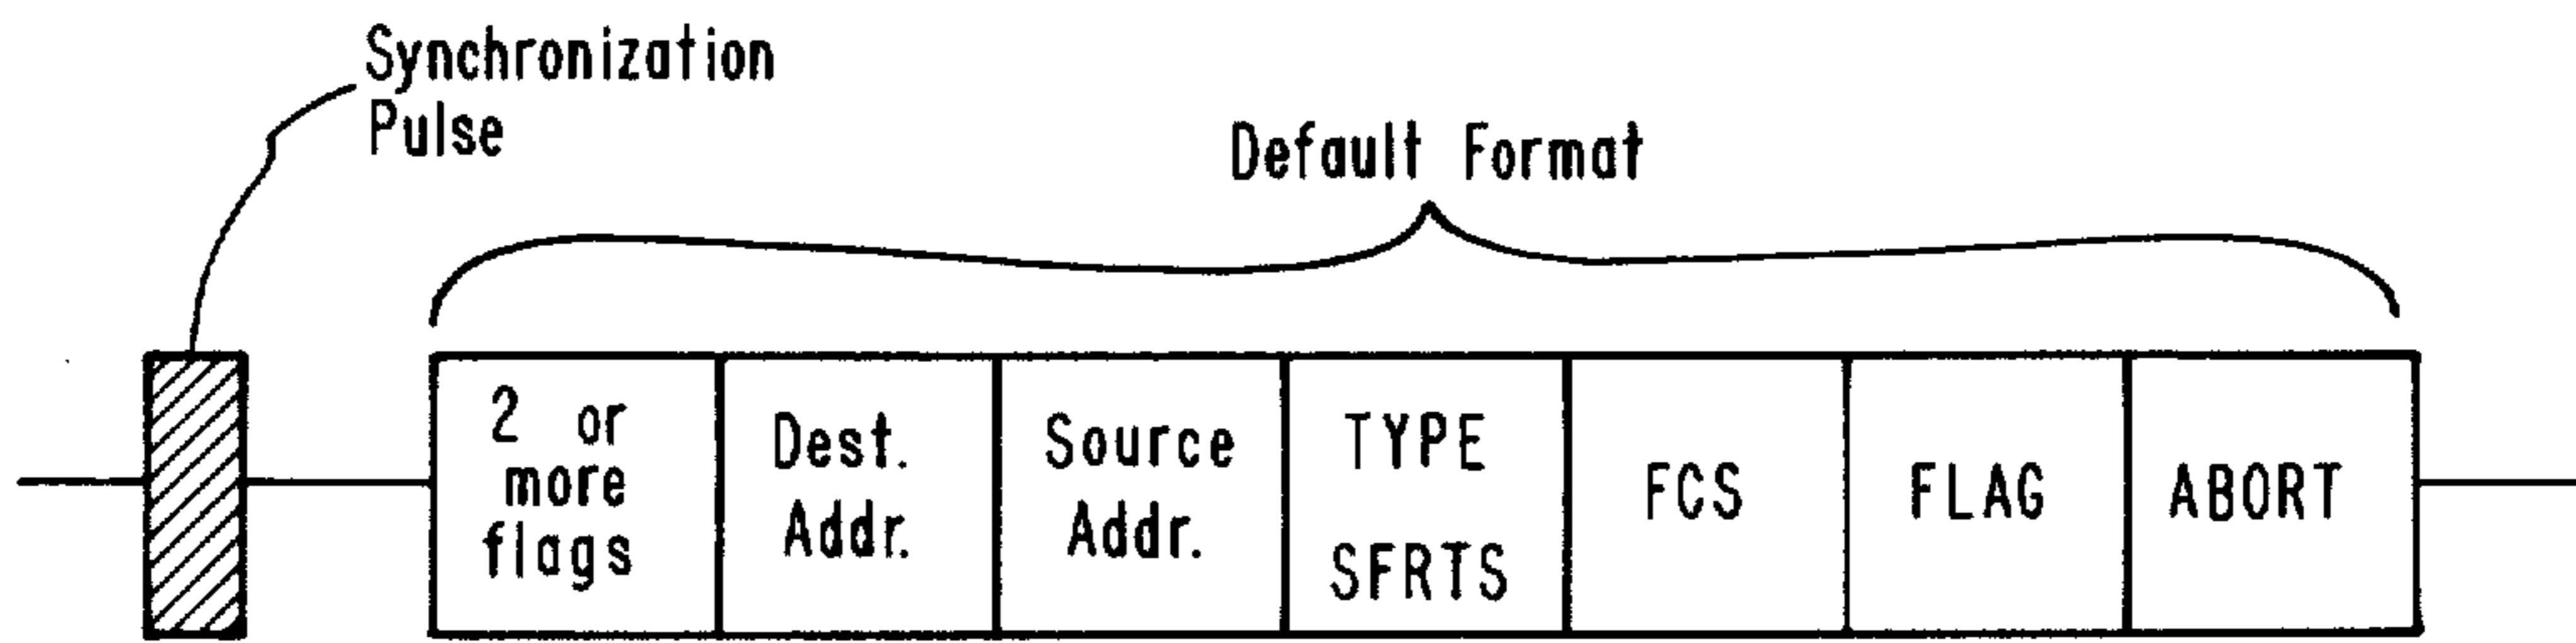 Synchronization
Pulse
Default Format
2 or
more
flags
Dest.
Addr.
Source
Addr.
TYPE
SFRTS
FCS
FLAG
ABORT